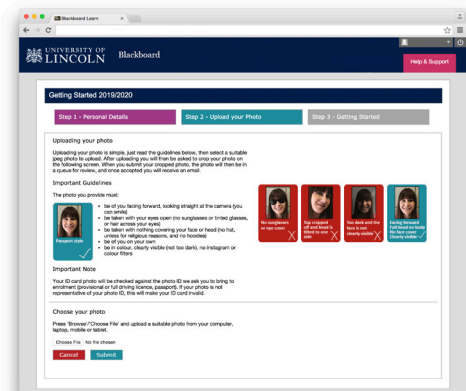 Blackboard Learn
UNIVERSITY OF
LINCOLN
Blackboard
Help & Support
Getting Started 2019/2020
Step 1 - Personal Details
Step 2 - Upload your Photo
Step 3 - Getting Started
Uploading your photo
Uploading your photo is simple, just read the guidelines below, then select a suitable
jpeg photo to upload. After uploading you will then be asked to crop your photo on
the following screen. When you submit your cropped photo, the photo will then be in
a queue for review, and once accepted you will receive an email.
Important Guidelines
The photo you provide must:
Passport style
• be of you facing forward, looking straight at the camera (you
can smile)
• be taken with your eyes open (no sunglasses or tinted glasses,
or hair across your eyes)
• be taken with nothing covering your face or head (no hat,
unless for religious reasons, and no hoodies)
• be of you on your own
• be in colour, clearly visible (not too dark), no instagram or
colour filters
No sunglasses
or eye cover
Top cropped
off and head is
tilted to one
side
Too dark and the
face is not
clearly visible
Facing forward
Full head no body
No face cover
Clearly visible
Important Note
Your ID card photo will be checked against the photo ID we ask you to bring to
enrolment (provisional or full driving licence, passport). If your photo is not
representative of your photo ID, this will make your ID card invalid.
Choose your photo
Press 'Browse'/'Choose File' and upload a suitable photo from your computer,
laptop, mobile or tablet.
Choose File No file chosen
Cancel
Submit